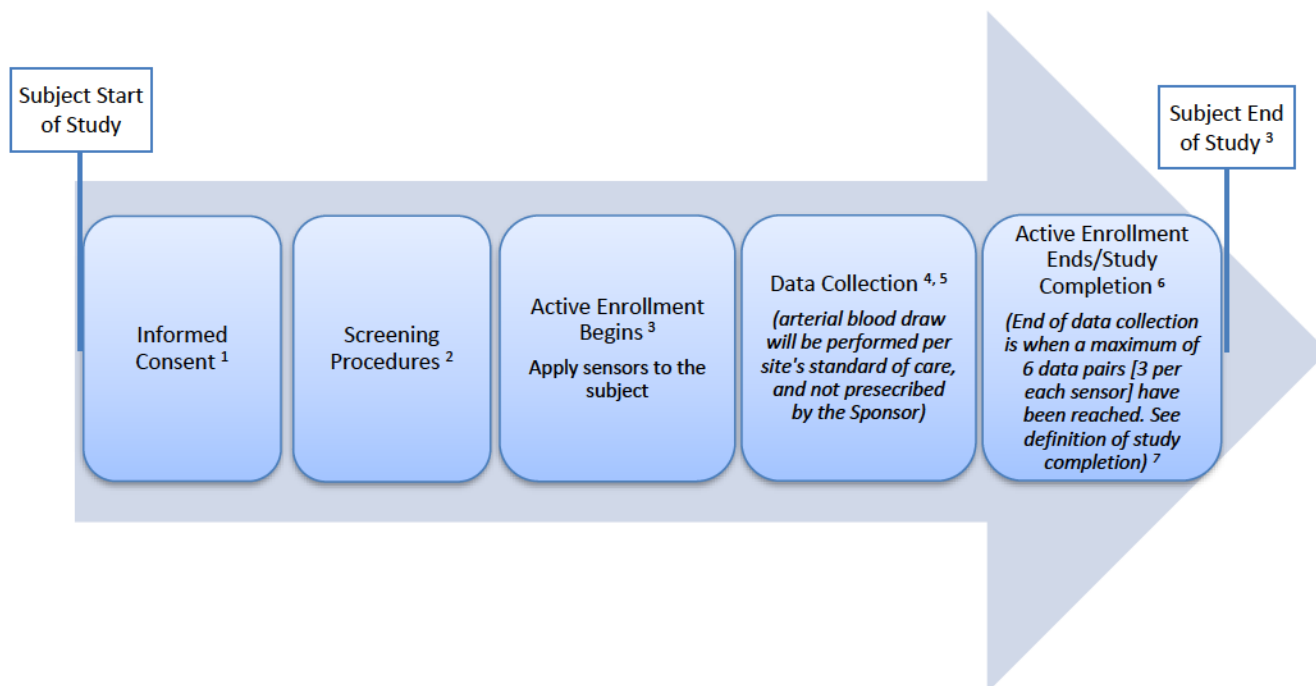 Subject Start
of Study
Subject End
of Study ³
Informed
Consent ¹
Screening
Procedures ²
Active Enrollment
Begins ³
Apply sensors to the
subject
Data Collection ⁴, ⁵
(arterial blood draw
will be performed per
site's standard of care,
and not presecribed
by the Sponsor)
Active Enrollment
Ends/Study
Completion ⁶
(End of data collection
is when a maximum of
6 data pairs [3 per
each sensor] have
been reached. See
definition of study
completion) ⁷